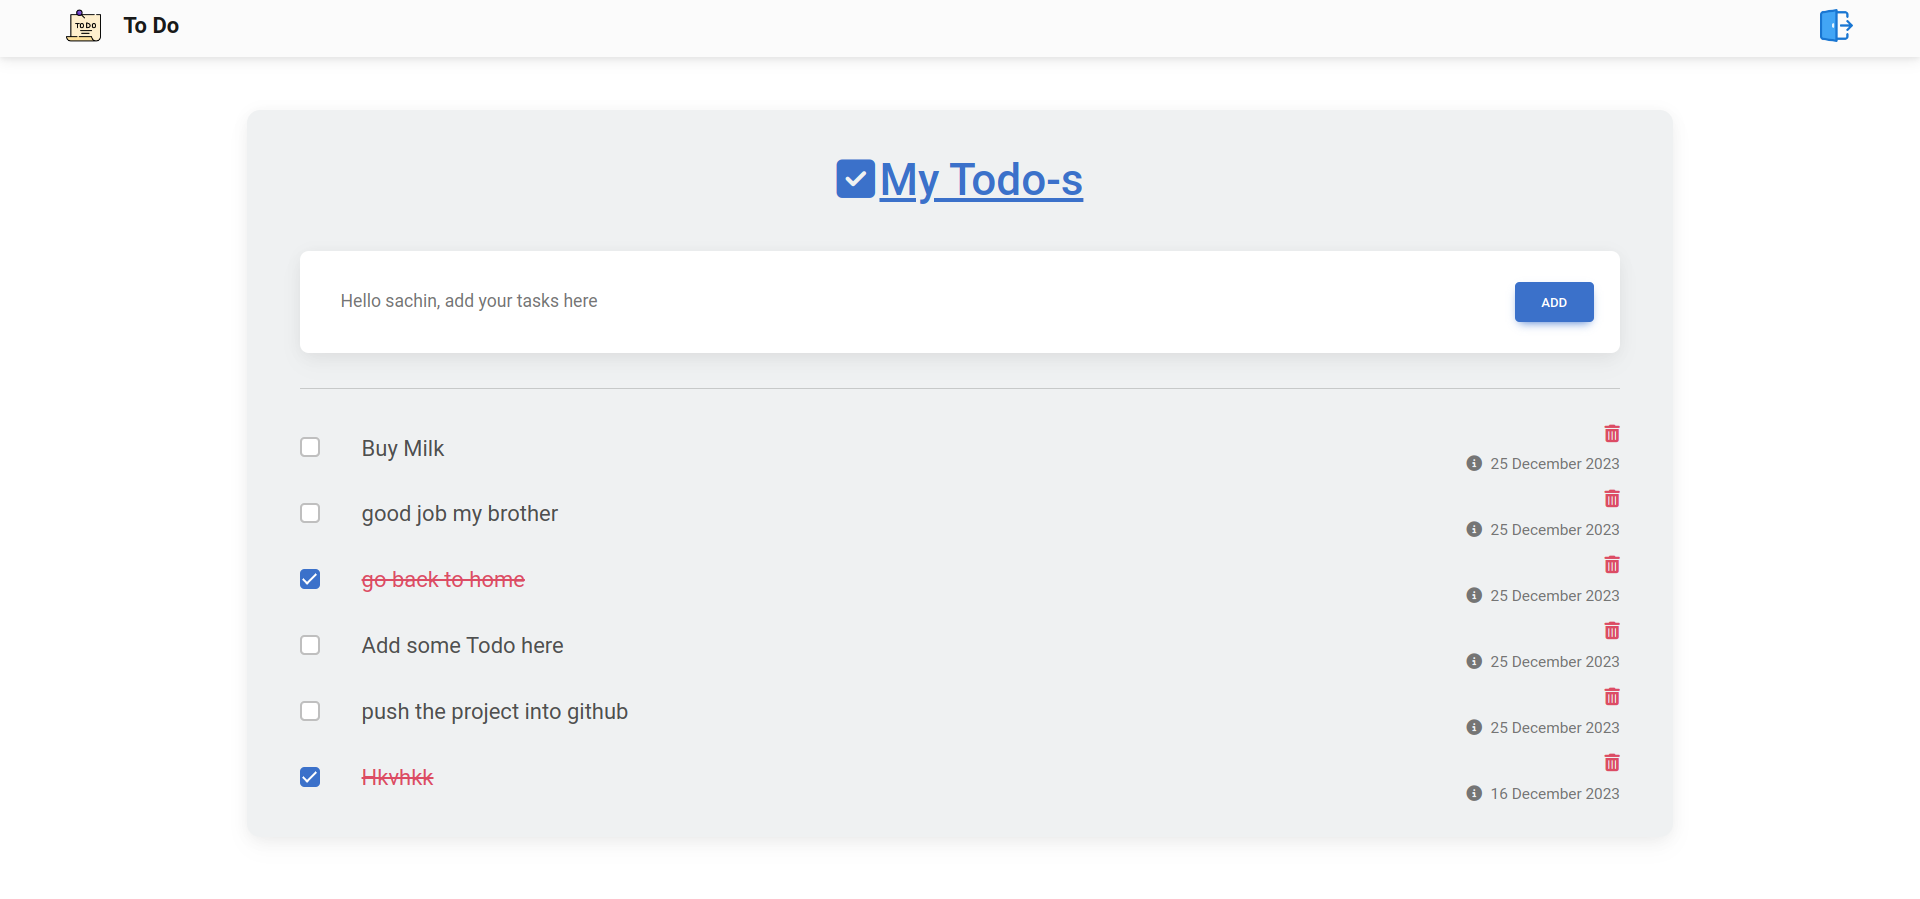 TO DO
To Do
My Todo-s
Hello sachin, add your tasks here
ADD
Buy Milk
25 December 2023
good job my brother
25 December 2023
go back to home
25 December 2023
Add some Todo here
25 December 2023
push the project into github
25 December 2023
Hkvhkk
16 December 2023